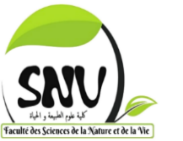 SNV
كلية علوم الطبيعة و الحياة
Faculté des Sciences de la Nature et de la Vie